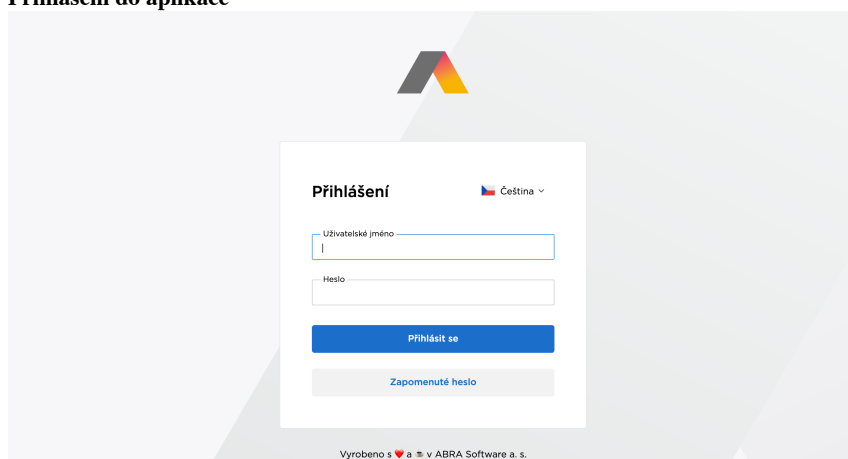 Přihlášení do aplikace
Přihlášení
Čeština
Uživatelské jméno
Heslo
Přihlásit se
Zapomenuté heslo
Vyrobeno s ❤️ a ☕ v ABRA Software a. s.